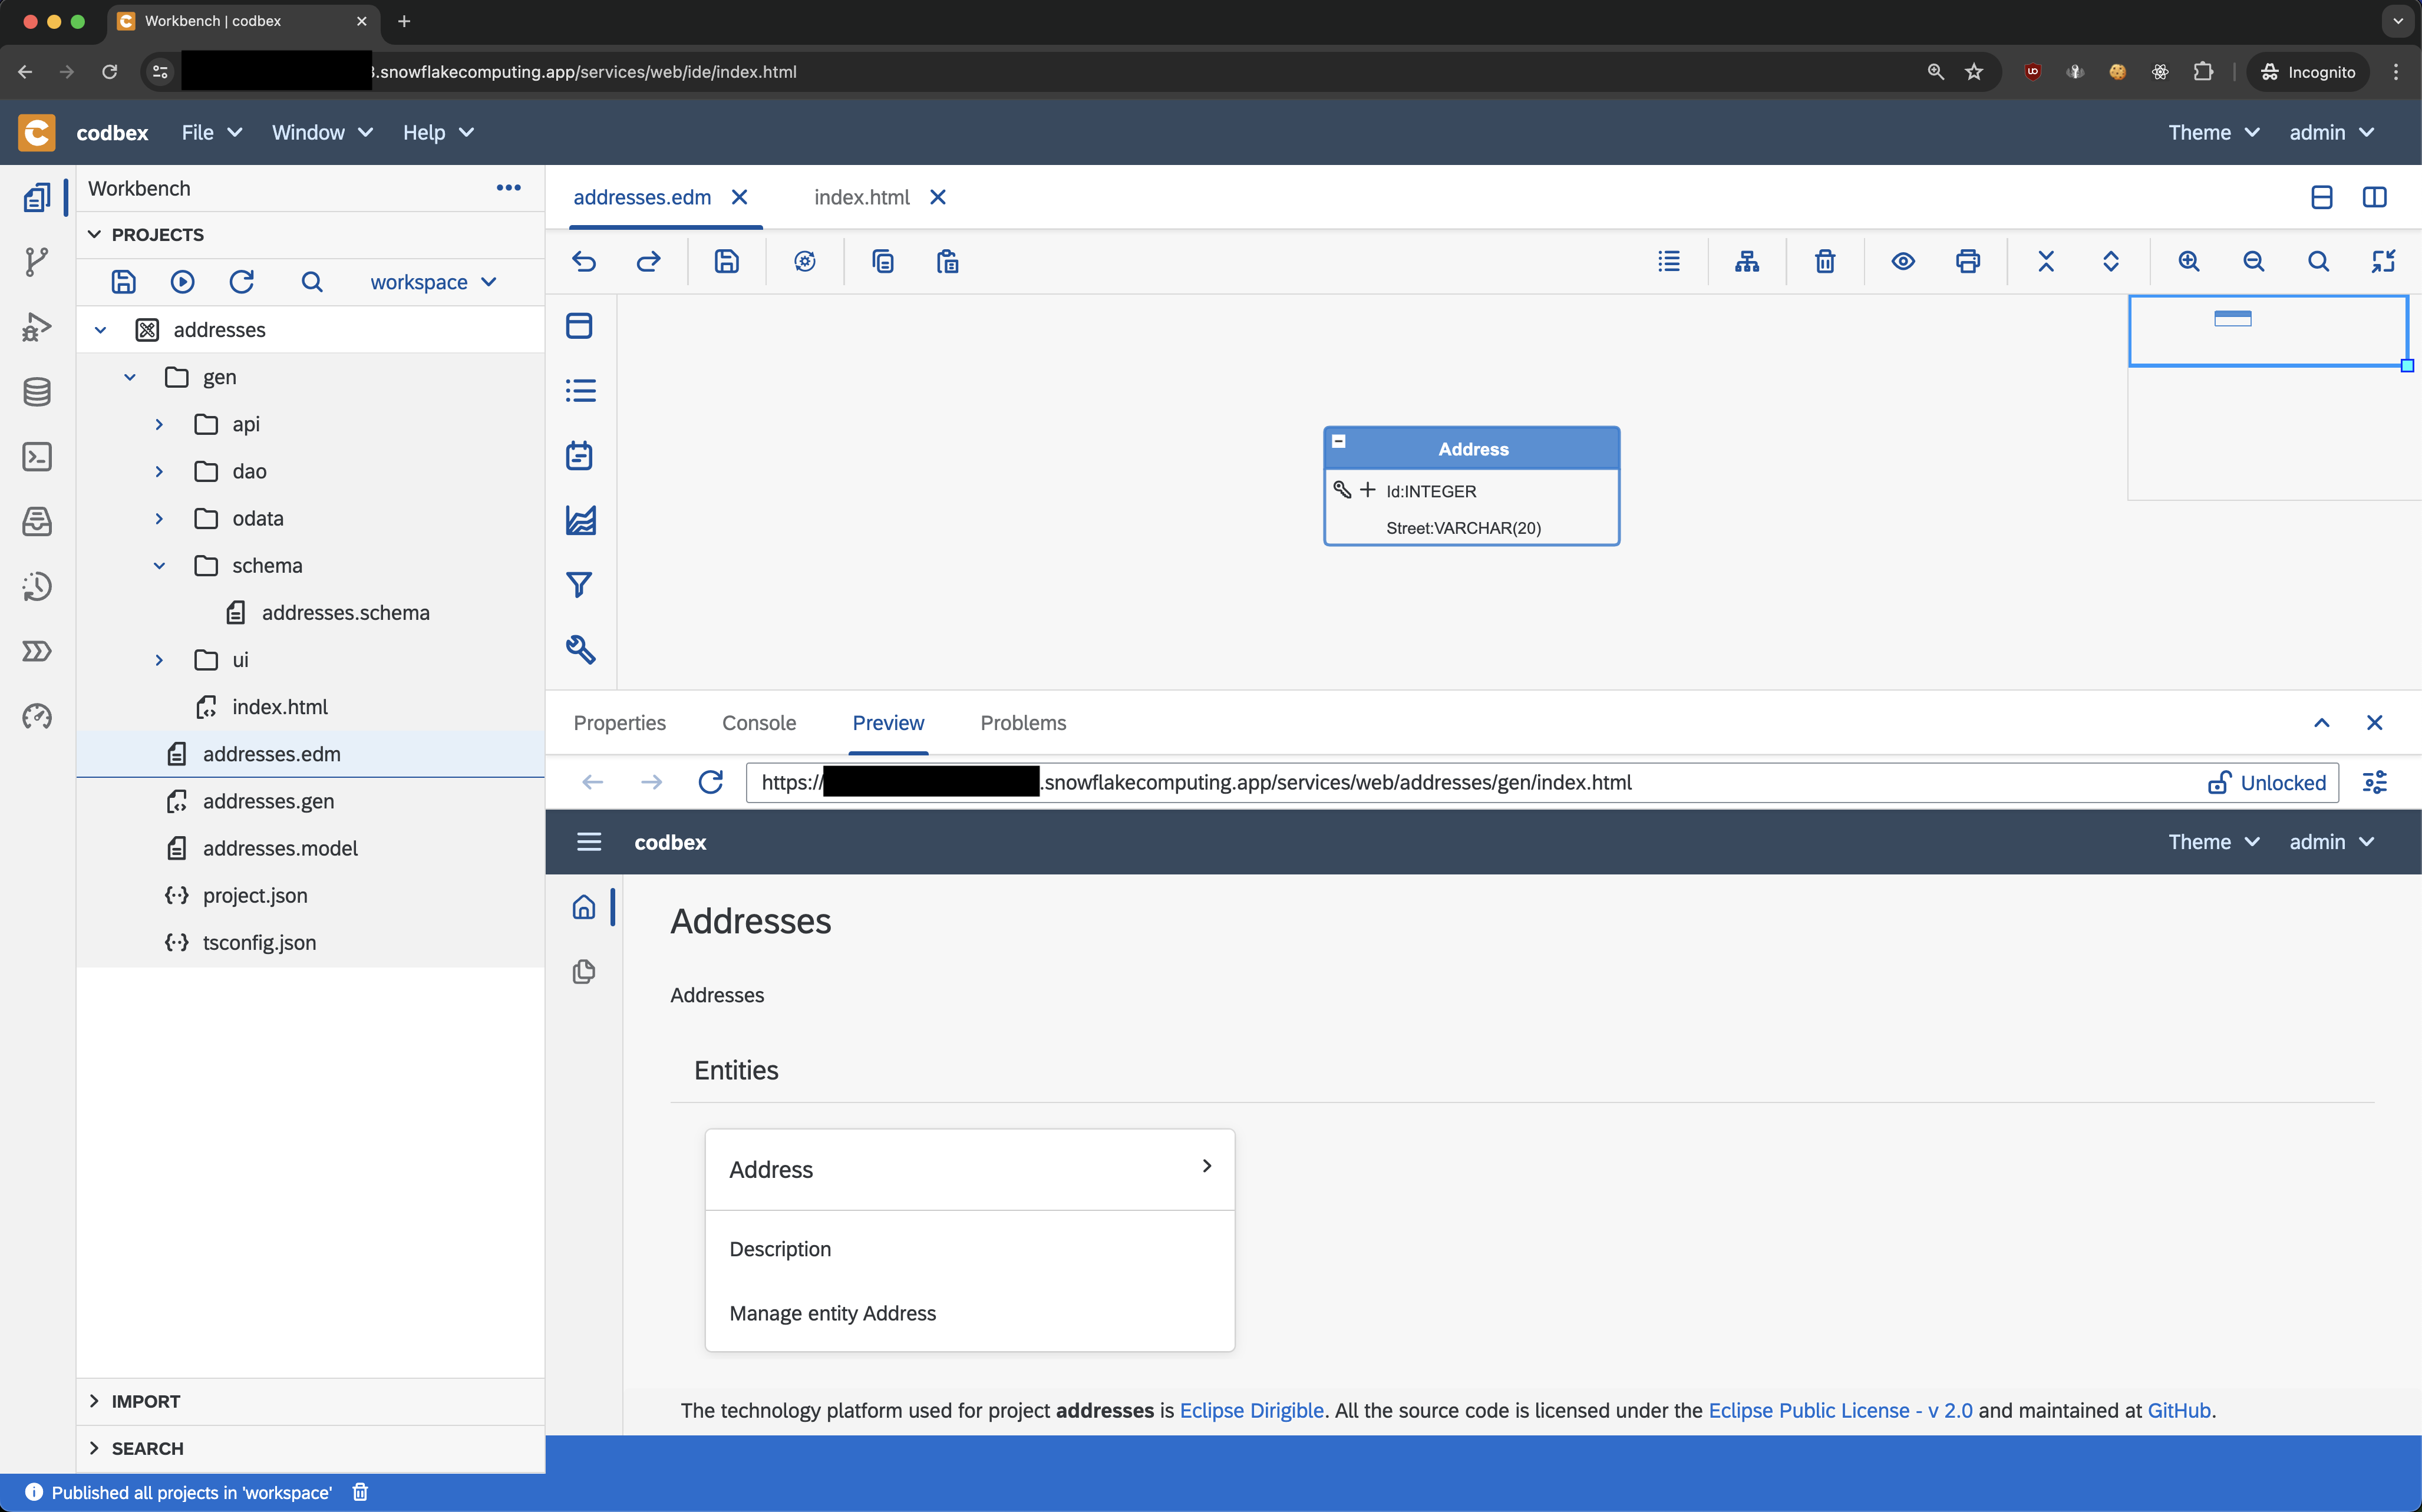 Workbench | codbex
3.snowflakecomputing.app/services/web/ide/index.html
Incognito
codbex File Window Help Theme admin
Workbench
addresses.edm index.html
PROJECTS
workspace
addresses
gen
api
dao
odata
schema
addresses.schema
ui
index.html
addresses.edm
addresses.gen
addresses.model
project.json
tsconfig.json
IMPORT
SEARCH
Address
Id:INTEGER
Street:VARCHAR(20)
Properties Console Preview Problems
https:// .snowflakecomputing.app/services/web/addresses/gen/index.html Unlocked
codbex Theme admin
Addresses
Addresses
Entities
Address
Description
Manage entity Address
The technology platform used for project addresses is Eclipse Dirigible. All the source code is licensed under the Eclipse Public License - v 2.0 and maintained at GitHub.
Published all projects in 'workspace'